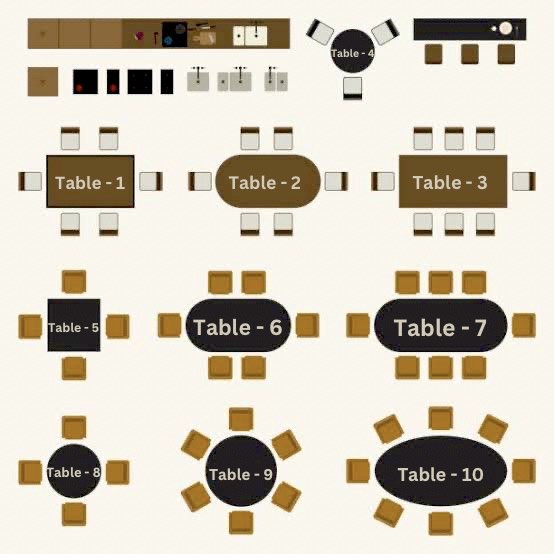 Table - 4
Table - 1
Table - 2
Table - 3
Table - 5
Table - 6
Table - 7
Table - 8
Table - 9
Table - 10